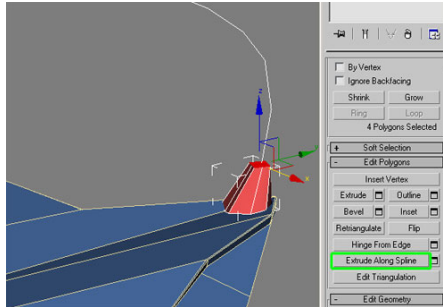 By Vertex
Ignore Backfacing
Shrink Grow
Ring Loop
4 Polygons Selected
+ Soft Selection
- Edit Polygons
Insert Vertex
Extrude Outline
Bevel Inset
Retriangulate Flip
Hinge From Edge
Extrude Along Spline
Edit Triangulation
- Edit Geometry
z